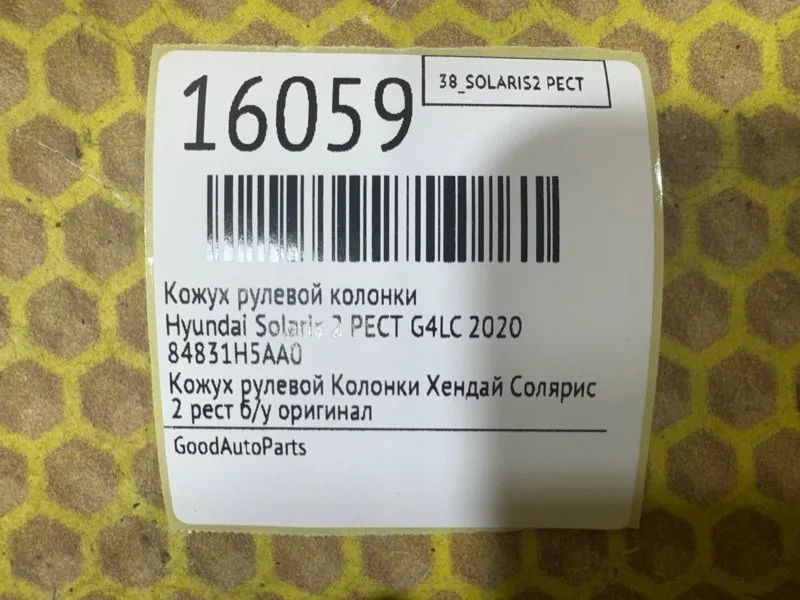 16059
38_SOLARIS2 РЕСТ
Кожух рулевой колонки
Hyundai Solaris 2 РЕСТ G4LC 2020
84831H5AA0
Кожух рулевой Колонки Хендай Солярис
2 рест б/у оригинал
GoodAutoParts